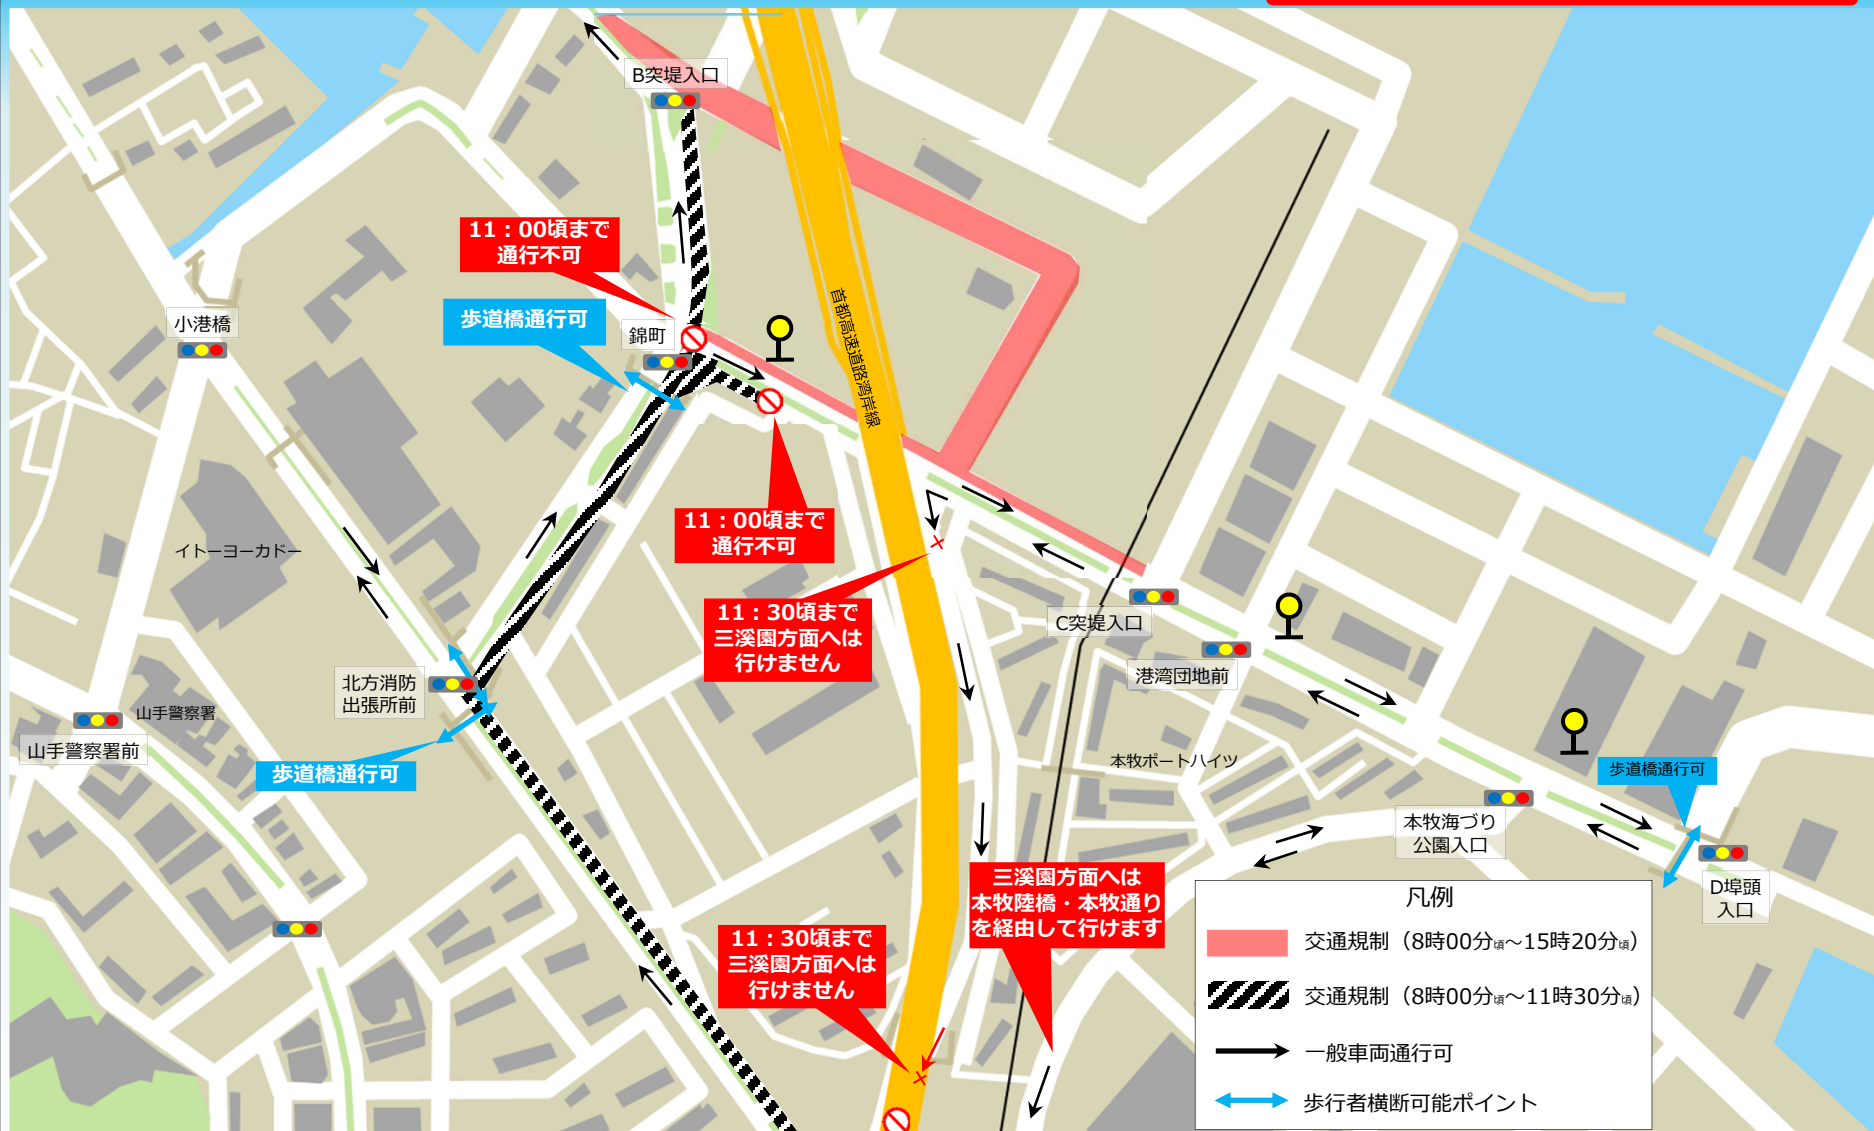 B突堤入口
11：00頃まで
通行不可
歩道橋通行可
錦町
小港橋
首都高速道路湾岸線
11：00頃まで
通行不可
イトーヨーカドー
11：30頃まで
三溪園方面へは
行けません
C突堤入口
港湾団地前
北方消防
出張所前
山手警察署
山手警察署前
歩道橋通行可
本牧ポートハイツ
歩道橋通行可
本牧海づり
公園入口
D埠頭
入口
三溪園方面へは
本牧陸橋・本牧通り
を経由して行けます
11：30頃まで
三溪園方面へは
行けません
凡例
交通規制（8時00分頃～15時20分頃）
交通規制（8時00分頃～11時30分頃）
一般車両通行可
歩行者横断可能ポイント